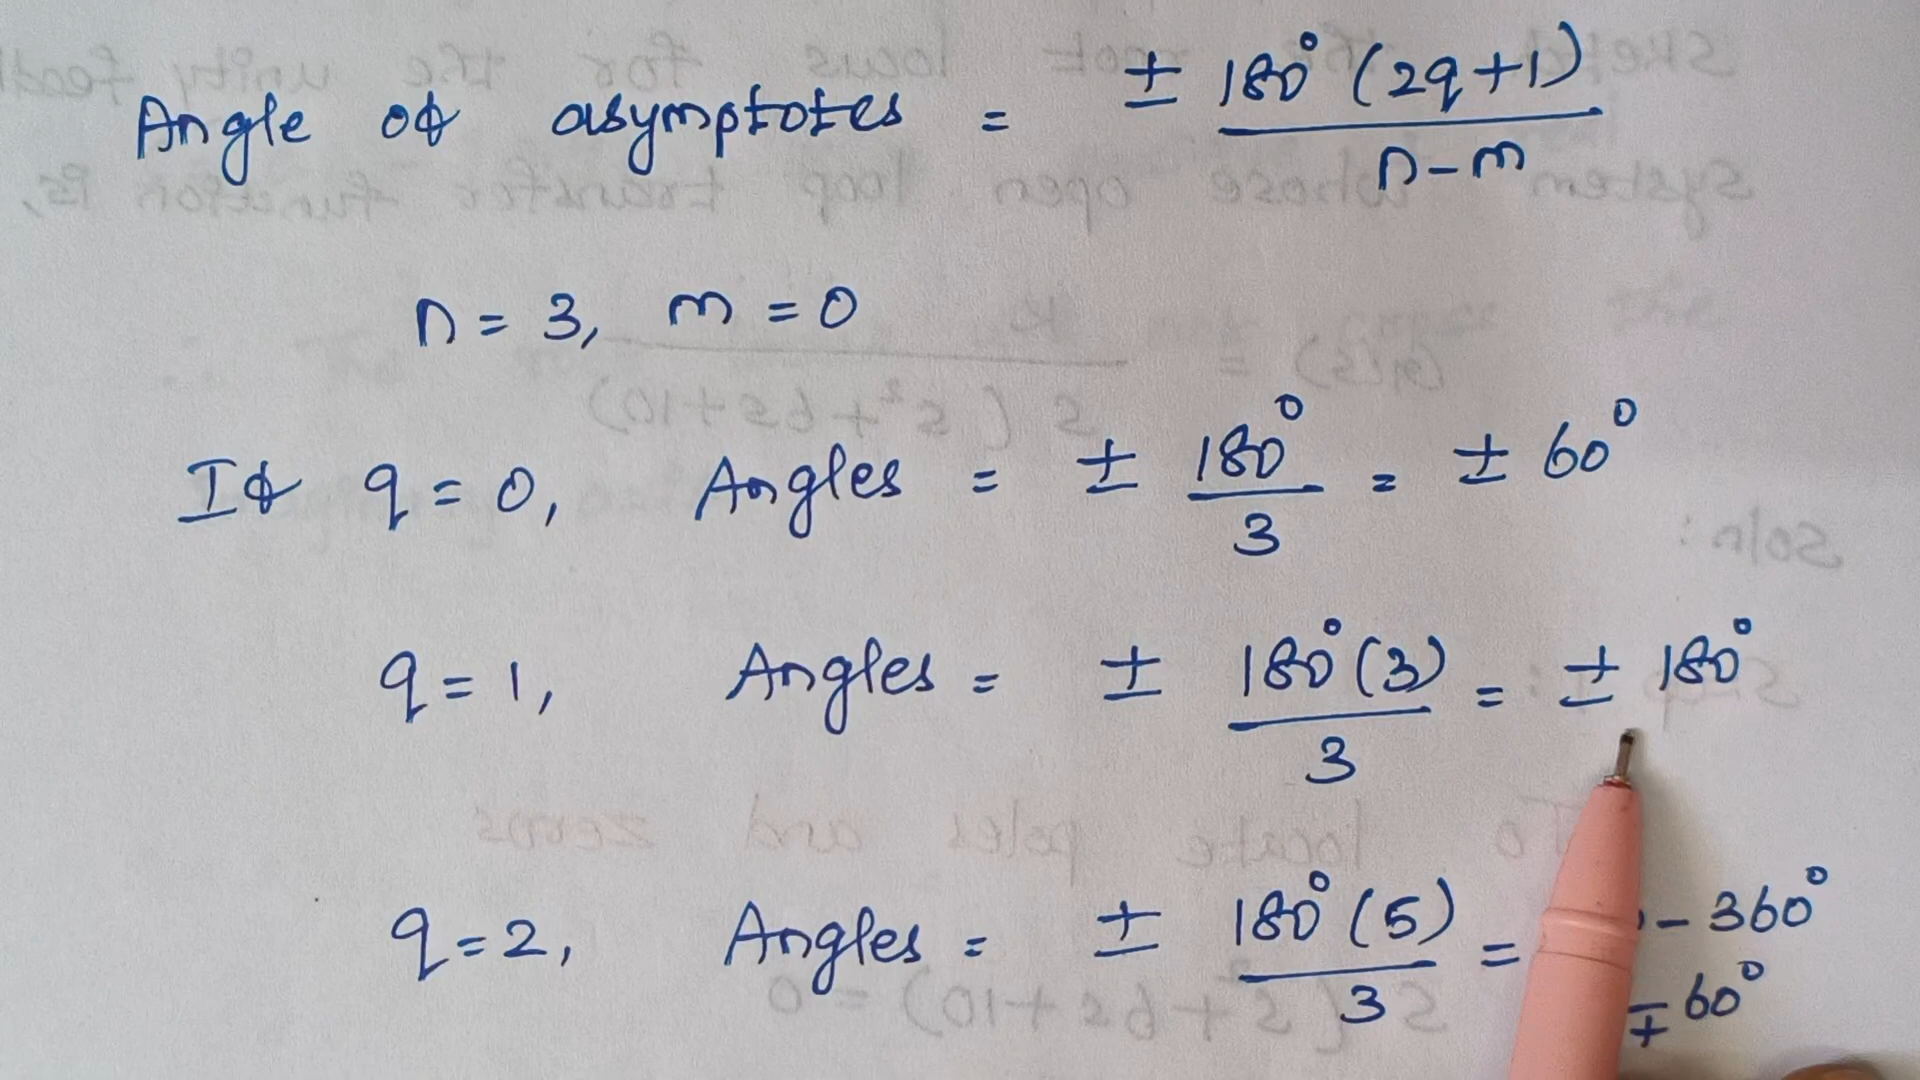 Angle of asymptotes = ± 180° (2q+1) / n-m
n = 3, m = 0
If q = 0, Angles = ± 180° / 3 = ± 60°
q = 1, Angles = ± 180° (3) / 3 = ± 180°
q = 2, Angles = ± 180° (5) / 3 = - 360°
∓ 60°